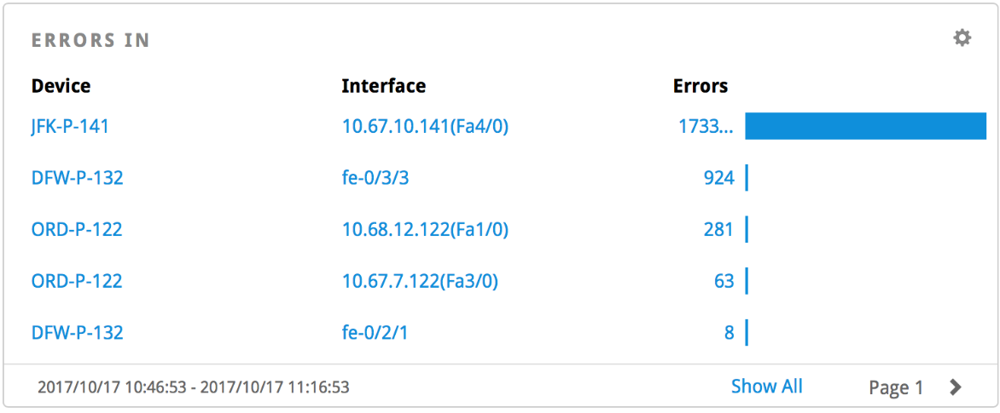 ERRORS IN
Device Interface Errors
JFK-P-141 10.67.10.141(Fa4/0) 1733...
DFW-P-132 fe-0/3/3 924
ORD-P-122 10.68.12.122(Fa1/0) 281
ORD-P-122 10.67.7.122(Fa3/0) 63
DFW-P-132 fe-0/2/1 8
2017/10/17 10:46:53 - 2017/10/17 11:16:53 Show All Page 1